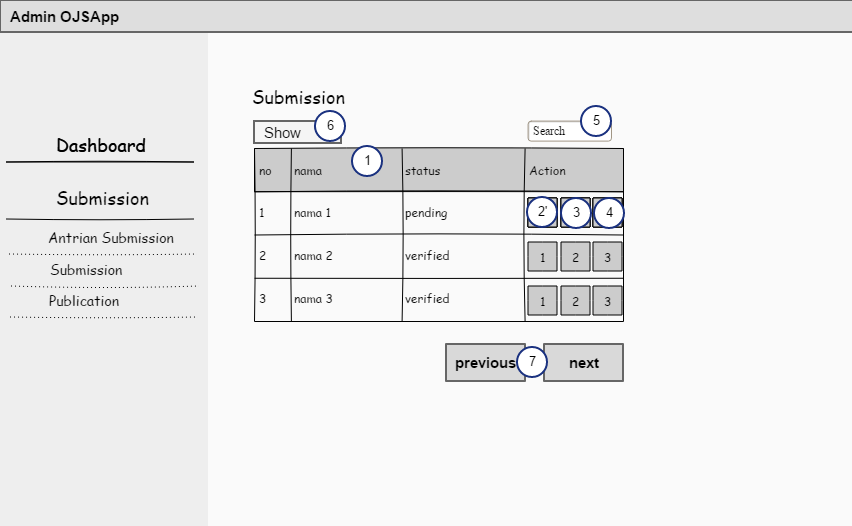 Admin OJSApp
Dashboard
Submission
Antrian Submission
Submission
Publication
Submission
Show 6
Search 5
no nama 1 status Action
1 nama 1 pending 2' 3 4
2 nama 2 verified 1 2 3
3 nama 3 verified 1 2 3
previous 7 next